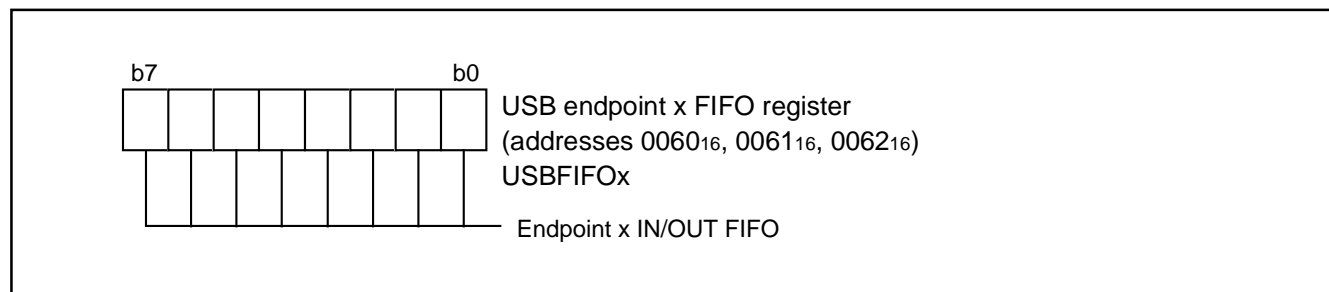 b7 b0
USB endpoint x FIFO register
(addresses 0060₁₆, 0061₁₆, 0062₁₆)
USBFIFOx
Endpoint x IN/OUT FIFO